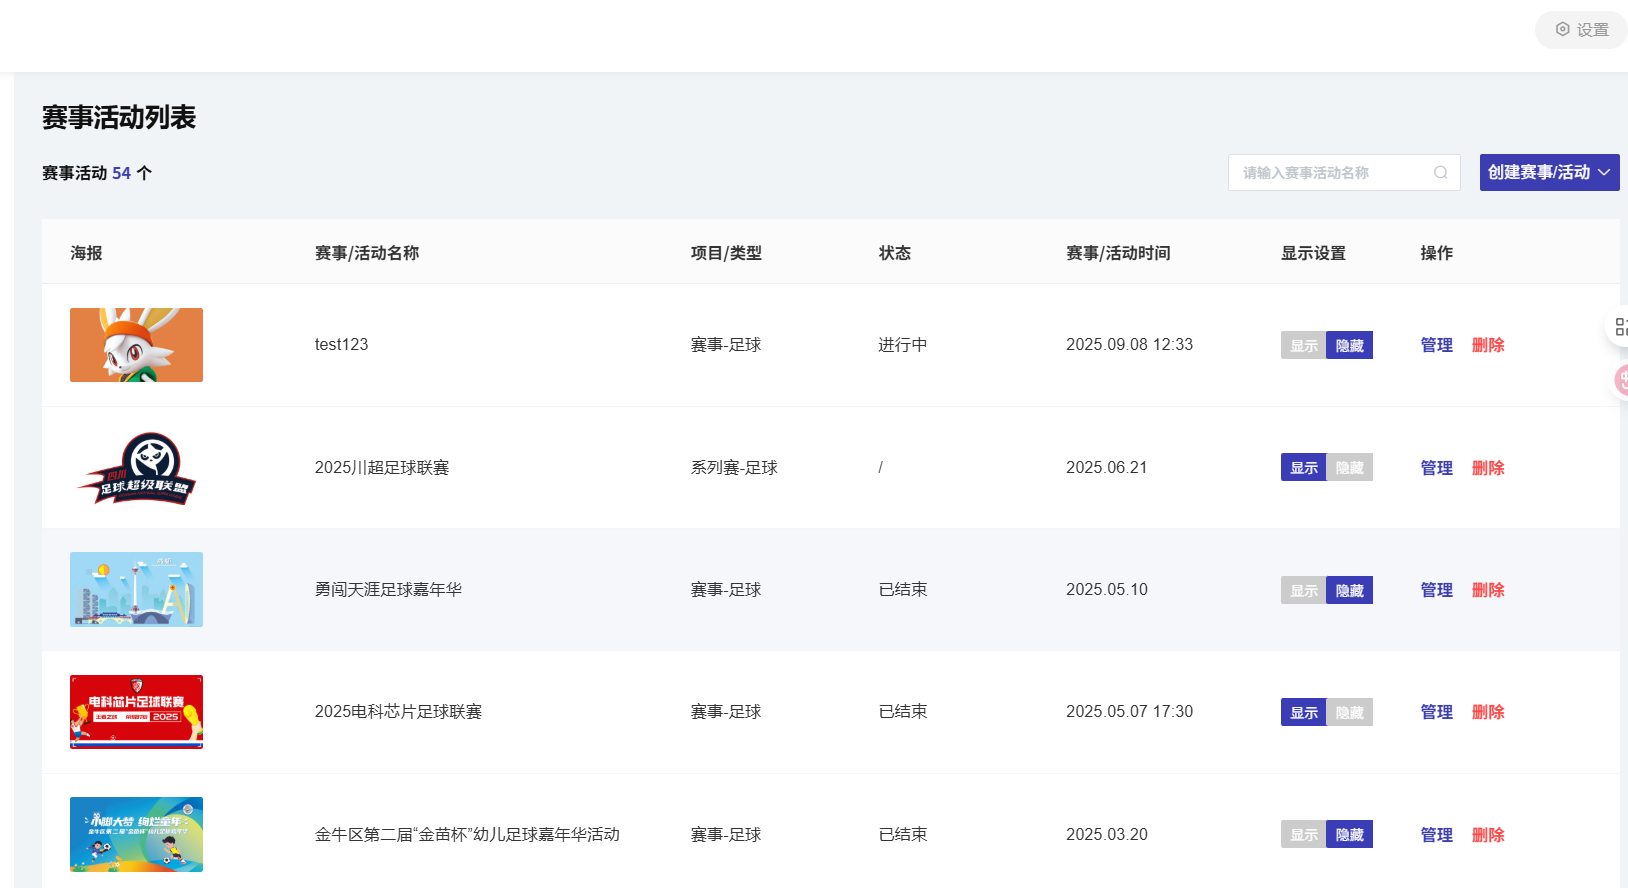 设置
赛事活动列表
赛事活动 54 个
请输入赛事活动名称
创建赛事/活动
海报 赛事/活动名称 项目/类型 状态 赛事/活动时间 显示设置 操作
test123 赛事-足球 进行中 2025.09.08 12:33 显示 隐藏 管理 删除
四川
足球超级联盟
2025川超足球联赛 系列赛-足球 / 2025.06.21 显示 隐藏 管理 删除
勇闯天涯足球嘉年华 赛事-足球 已结束 2025.05.10 显示 隐藏 管理 删除
电科芯片足球联赛
2025
2025电科芯片足球联赛 赛事-足球 已结束 2025.05.07 17:30 显示 隐藏 管理 删除
小脚大梦 绚烂童年
金牛区第二届“金苗杯”幼儿足球嘉年华活动 赛事-足球 已结束 2025.03.20 显示 隐藏 管理 删除